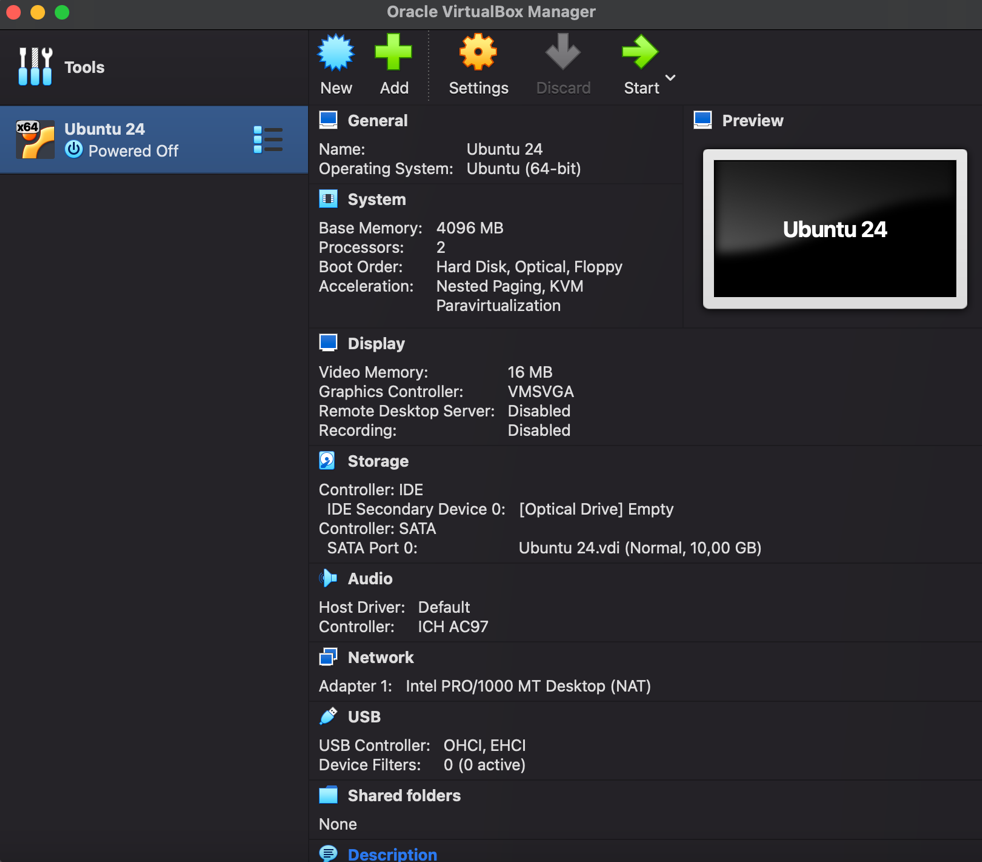 Oracle VirtualBox Manager
Tools
New
Add
Settings
Discard
Start
x64
Ubuntu 24
Powered Off
General
Name: Ubuntu 24
Operating System: Ubuntu (64-bit)
System
Base Memory: 4096 MB
Processors: 2
Boot Order: Hard Disk, Optical, Floppy
Acceleration: Nested Paging, KVM
Paravirtualization
Preview
Ubuntu 24
Display
Video Memory: 16 MB
Graphics Controller: VMSVGA
Remote Desktop Server: Disabled
Recording: Disabled
Storage
Controller: IDE
IDE Secondary Device 0: [Optical Drive] Empty
Controller: SATA
SATA Port 0: Ubuntu 24.vdi (Normal, 10,00 GB)
Audio
Host Driver: Default
Controller: ICH AC97
Network
Adapter 1: Intel PRO/1000 MT Desktop (NAT)
USB
USB Controller: OHCI, EHCI
Device Filters: 0 (0 active)
Shared folders
None
Description